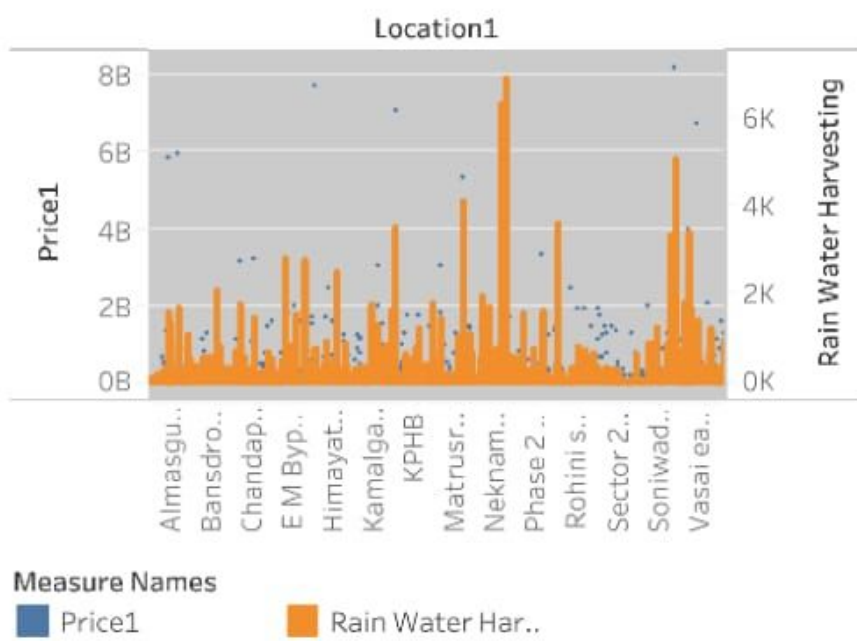 Location1
8B
6B
4B
2B
0B
Price1
6K
4K
2K
0K
Rain Water Harvesting
Almasgu..
Bansdro..
Chandap..
E M Byp..
Himayat..
Kamalga..
KPHB
Matrusr..
Neknam..
Phase 2 ..
Rohini s..
Sector 2..
Soniwad..
Vasai ea..
Measure Names
Price1
Rain Water Har..